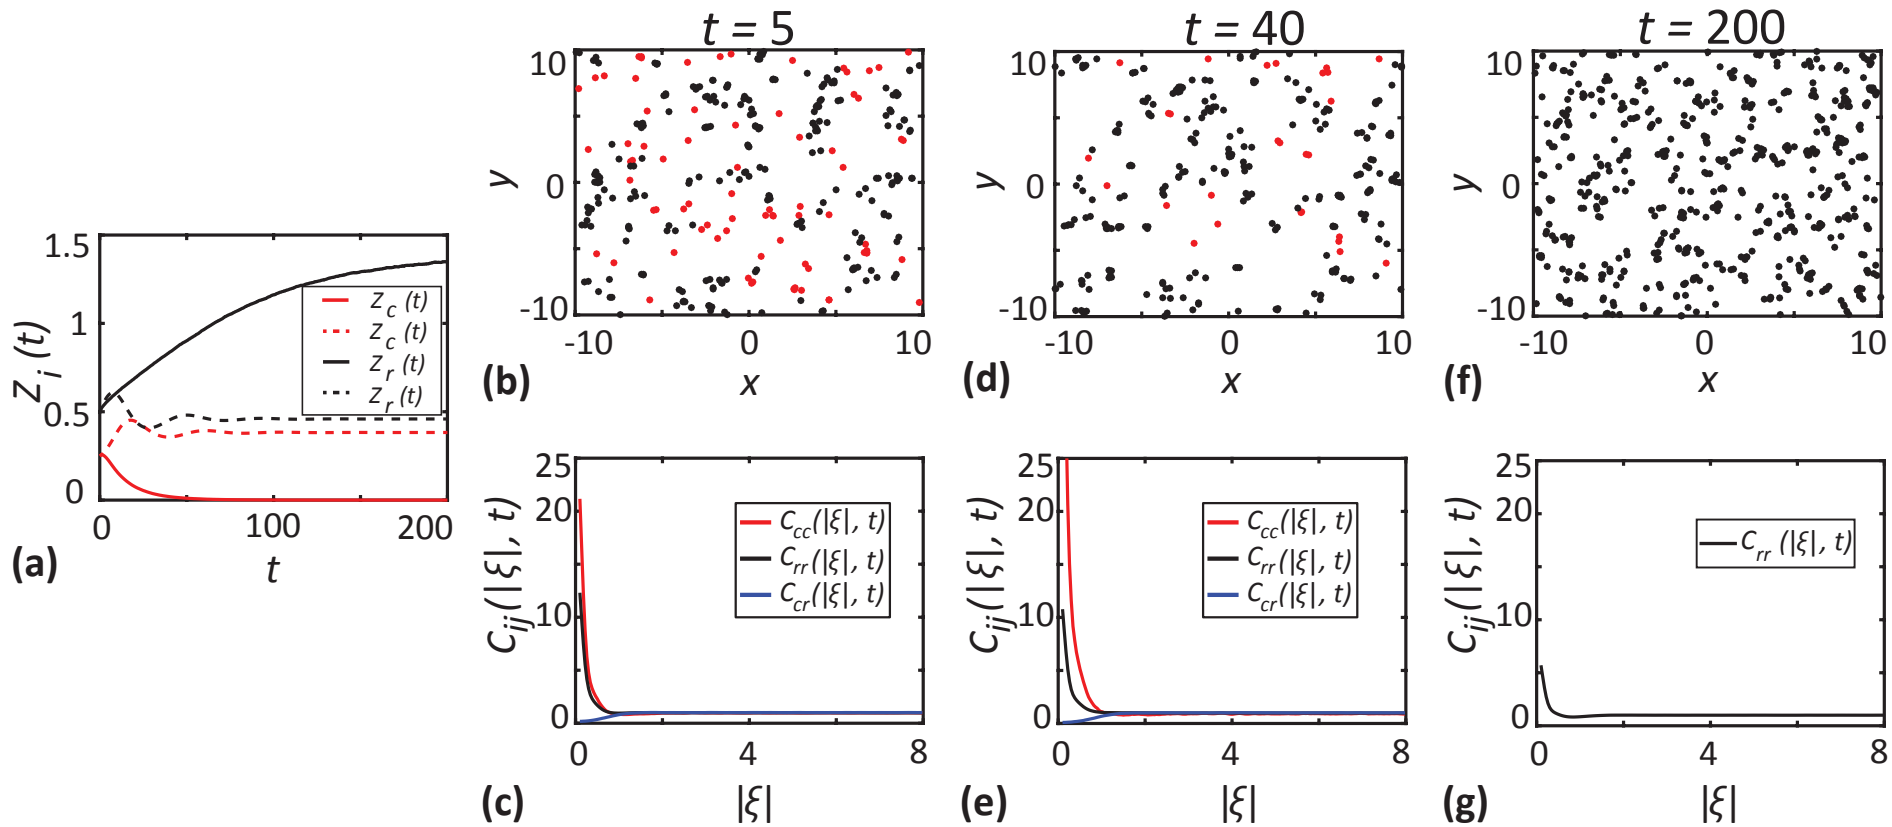 1.5
1
0.5
0
Z_i (t)
Z_c (t)
Z_c (t)
Z_r (t)
Z_r (t)
0 100 200
t
(a)
t = 5
10
0
-10
y
-10 0 10
x
(b)
25
20
10
0
C_ij(|ξ|, t)
C_cc(|ξ|, t)
C_rr(|ξ|, t)
C_cr(|ξ|, t)
0 4 8
|ξ|
(c)
t = 40
10
0
-10
y
-10 0 10
x
(d)
25
20
10
0
C_ij(|ξ|, t)
C_cc(|ξ|, t)
C_rr(|ξ|, t)
C_cr(|ξ|, t)
0 4 8
|ξ|
(e)
t = 200
10
0
-10
y
-10 0 10
x
(f)
25
20
10
0
C_ij(|ξ|, t)
C_rr (|ξ|, t)
0 4 8
|ξ|
(g)